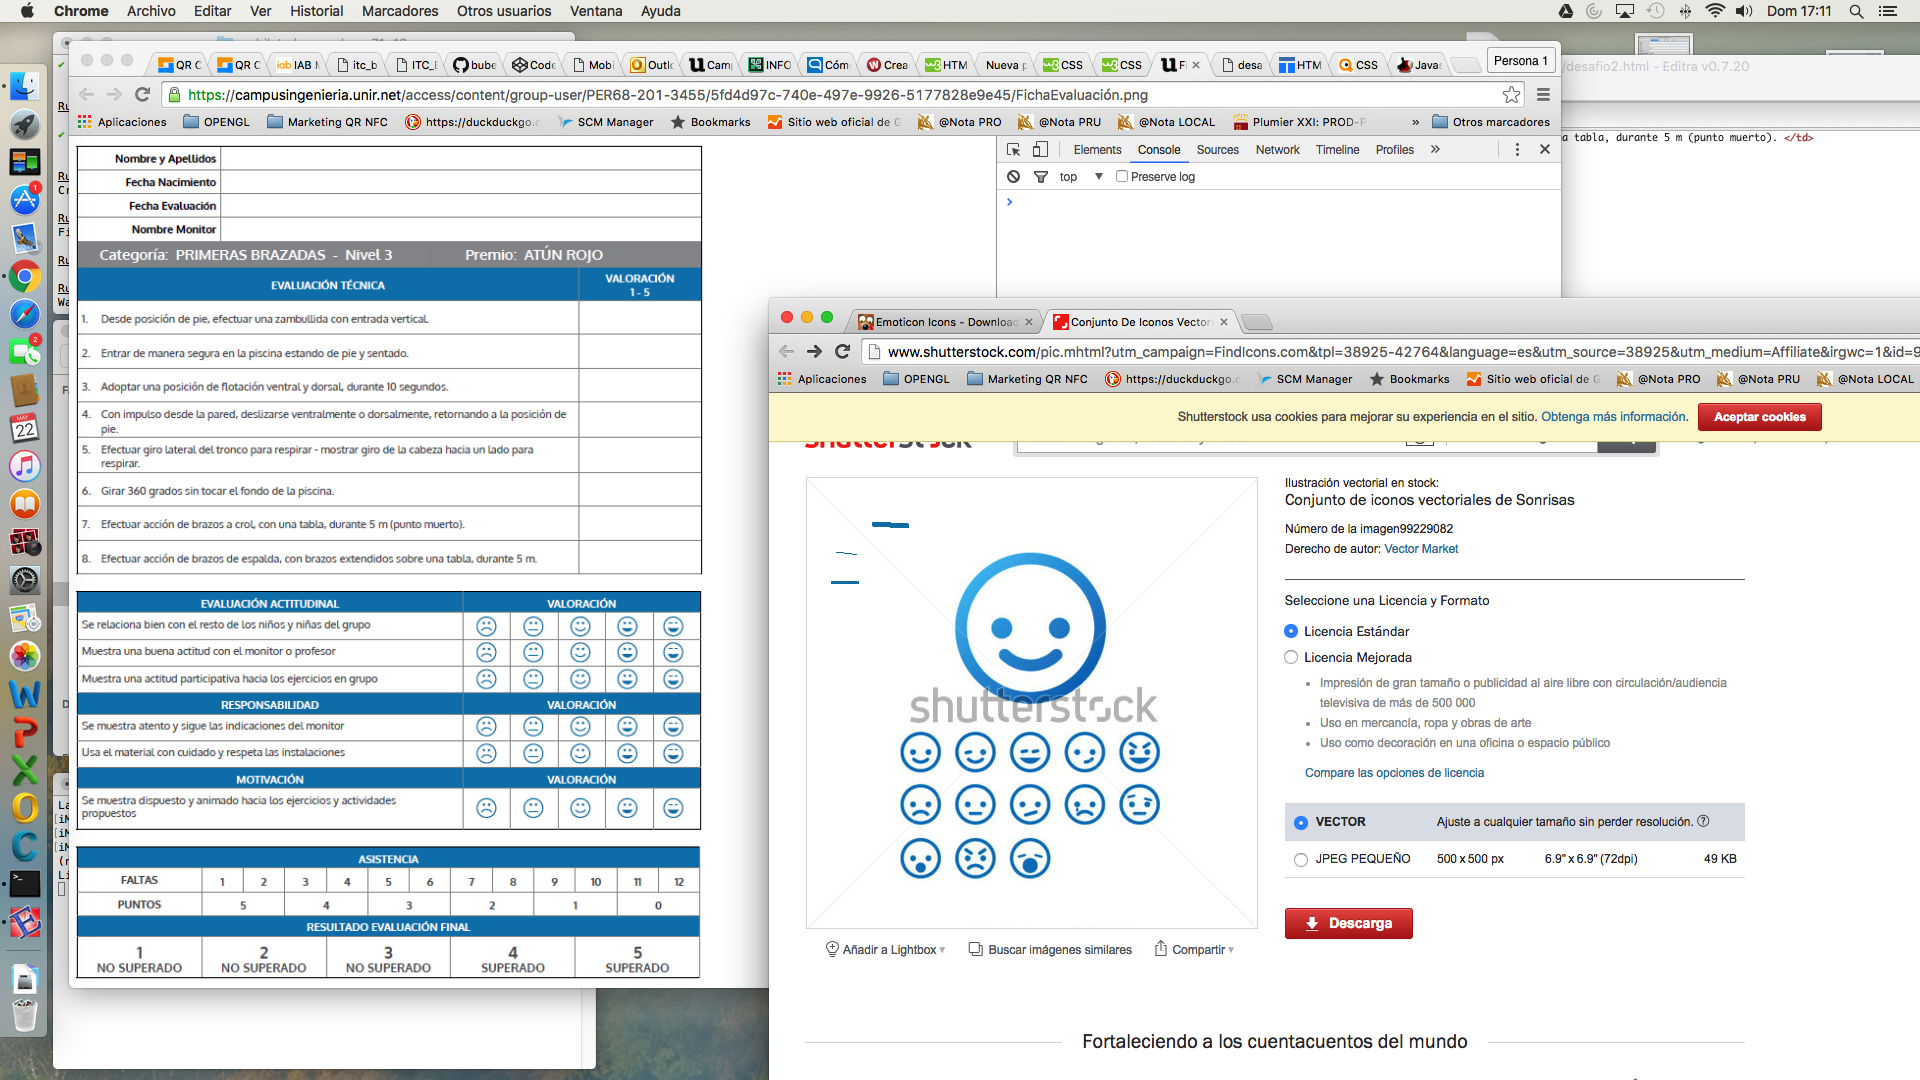 Chrome Archivo Editar Ver Historial Marcadores Otros usuarios Ventana Ayuda
Dom 17:11
/desafio2.html - Editra v0.7.20
a tabla, durante 5 m (punto muerto). </td>
QR C QR C IAB M itc_b ITC_E bube Code Mobi Outlo Camp INFO Cóm Crea HTM Nueva p CSS CSS Fi desa HTM CSS Javas
Persona 1
https://campusingenieria.unir.net/access/content/group-user/PER68-201-3455/5fd4d97c-740e-497e-9926-5177828e9e45/FichaEvaluación.png
Aplicaciones OPENGL Marketing QR NFC https://duckduckgo.c SCM Manager Bookmarks Sitio web oficial de G @Nota PRO @Nota PRU @Nota LOCAL Plumier XXI: PROD-P » Otros marcadores
Elements Console Sources Network Timeline Profiles »
top Preserve log
Nombre y Apellidos
Fecha Nacimiento
Fecha Evaluación
Nombre Monitor
Categoría: PRIMERAS BRAZADAS - Nivel 3 Premio: ATÚN ROJO
EVALUACIÓN TÉCNICA VALORACIÓN
1 - 5
1. Desde posición de pie, efectuar una zambullida con entrada vertical.
2. Entrar de manera segura en la piscina estando de pie y sentado.
3. Adoptar una posición de flotación ventral y dorsal, durante 10 segundos.
4. Con impulso desde la pared, deslizarse ventralmente o dorsalmente, retornando a la posición de
pie.
5. Efectuar giro lateral del tronco para respirar - mostrar giro de la cabeza hacia un lado para
respirar.
6. Girar 360 grados sin tocar el fondo de la piscina.
7. Efectuar acción de brazos a crol, con una tabla, durante 5 m (punto muerto).
8. Efectuar acción de brazos de espalda, con brazos extendidos sobre una tabla, durante 5 m.
EVALUACIÓN ACTITUDINAL VALORACIÓN
Se relaciona bien con el resto de los niños y niñas del grupo
Muestra una buena actitud con el monitor o profesor
Muestra una actitud participativa hacia los ejercicios en grupo
RESPONSABILIDAD VALORACIÓN
Se muestra atento y sigue las indicaciones del monitor
Usa el material con cuidado y respeta las instalaciones
MOTIVACIÓN VALORACIÓN
Se muestra dispuesto y animado hacia los ejercicios y actividades
propuestos
ASISTENCIA
FALTAS 1 2 3 4 5 6 7 8 9 10 11 12
PUNTOS 5 4 3 2 1 0
RESULTADO EVALUACIÓN FINAL
1 2 3 4 5
NO SUPERADO NO SUPERADO NO SUPERADO SUPERADO SUPERADO
Emoticon Icons - Downloac Conjunto De Iconos Vectori
www.shutterstock.com/pic.mhtml?utm_campaign=FindIcons.com&tpl=38925-42764&language=es&utm_source=38925&utm_medium=Affiliate&irgwc=1&id=9
Aplicaciones OPENGL Marketing QR NFC https://duckduckgo.c SCM Manager Bookmarks Sitio web oficial de G @Nota PRO @Nota PRU @Nota LOCAL
Shutterstock usa cookies para mejorar su experiencia en el sitio. Obtenga más información. Aceptar cookies
shutterstock
shutterstock
Ilustración vectorial en stock:
Conjunto de iconos vectoriales de Sonrisas
Número de la imagen99229082
Derecho de autor: Vector Market
Seleccione una Licencia y Formato
Licencia Estándar
Licencia Mejorada
Impresión de gran tamaño o publicidad al aire libre con circulación/audiencia
televisiva de más de 500 000
Uso en mercancía, ropa y obras de arte
Uso como decoración en una oficina o espacio público
Compare las opciones de licencia
VECTOR Ajuste a cualquier tamaño sin perder resolución.
JPEG PEQUEÑO 500 x 500 px 6.9" x 6.9" (72dpi) 49 KB
Descarga
Añadir a Lightbox Buscar imágenes similares Compartir
Fortaleciendo a los cuentacuentos del mundo
MAY
22